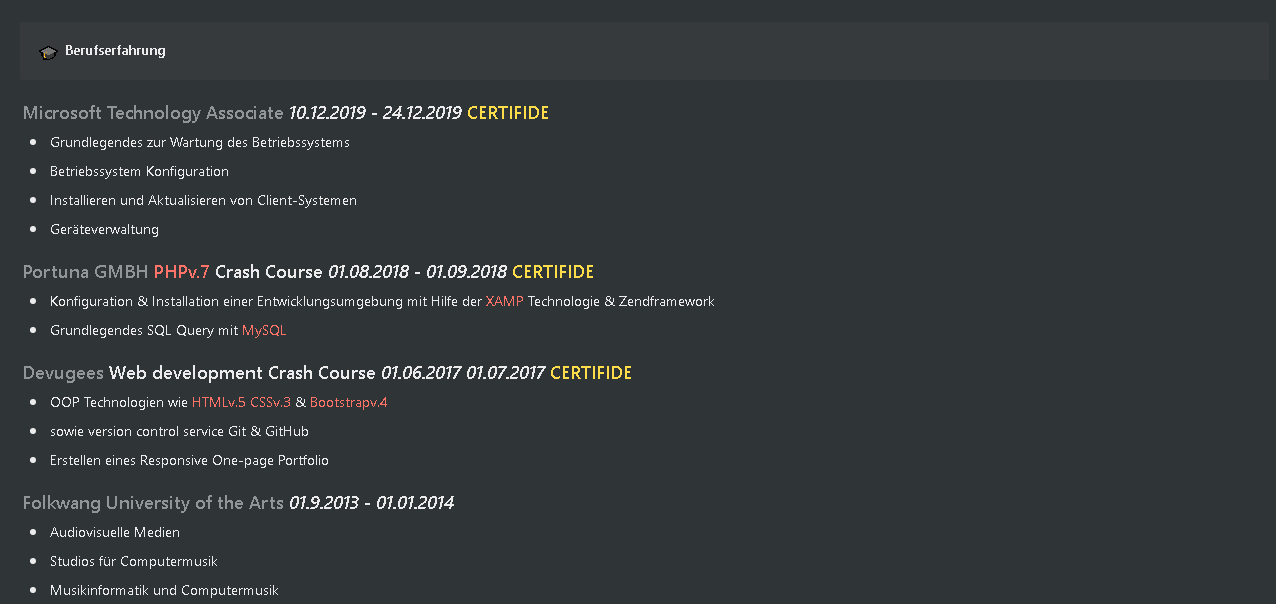 Berufserfahrung
Microsoft Technology Associate 10.12.2019 - 24.12.2019 CERTIFIDE
Grundlegendes zur Wartung des Betriebssystems
Betriebssystem Konfiguration
Installieren und Aktualisieren von Client-Systemen
Geräteverwaltung
Portuna GMBH PHPv.7 Crash Course 01.08.2018 - 01.09.2018 CERTIFIDE
Konfiguration & Installation einer Entwicklungsumgebung mit Hilfe der XAMP Technologie & Zendframework
Grundlegendes SQL Query mit MySQL
Devugees Web development Crash Course 01.06.2017 01.07.2017 CERTIFIDE
OOP Technologien wie HTMLv.5 CSSv.3 & Bootstrapv.4
sowie version control service Git & GitHub
Erstellen eines Responsive One-page Portfolio
Folkwang University of the Arts 01.9.2013 - 01.01.2014
Audiovisuelle Medien
Studios für Computermusik
Musikinformatik und Computermusik